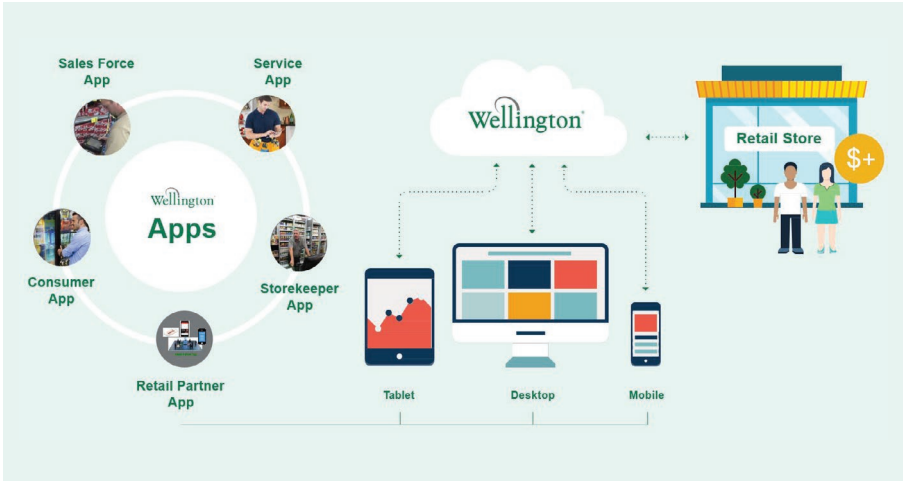 Sales Force
App
Service
App
Wellington
Apps
Consumer
App
Storekeeper
App
Retail Partner
App
Wellington®
Retail Store
$+
Tablet
Desktop
Mobile